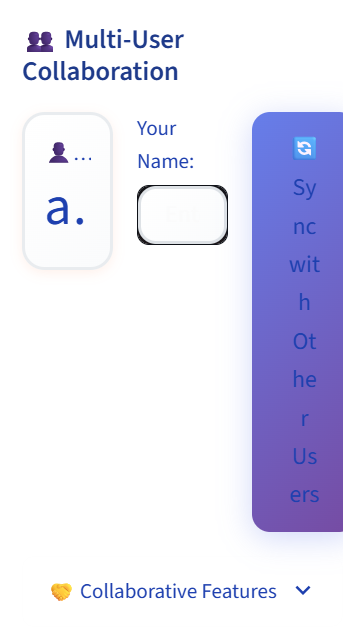 👥 Multi-User
Collaboration
👤...
a.
Your
Name:
🔄
Sy
nc
wit
h
Ot
he
r
Us
ers
🤝 Collaborative Features